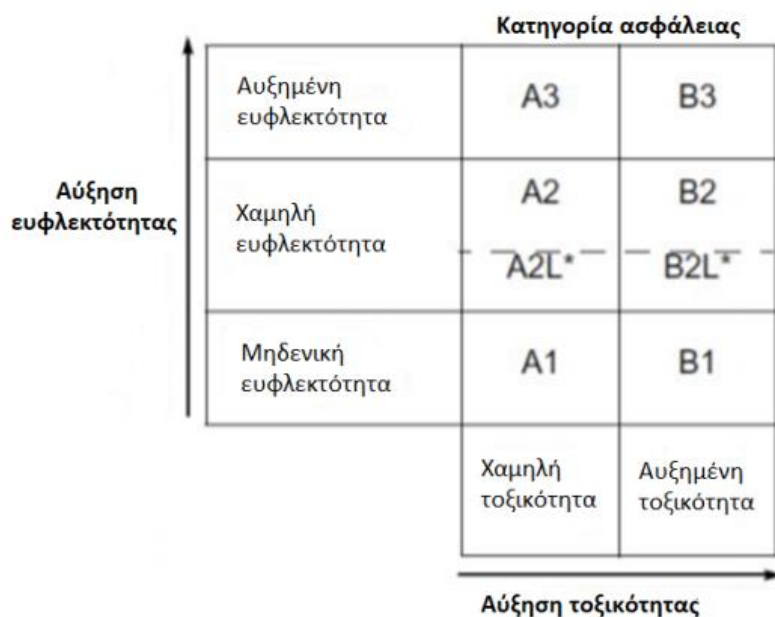 Κατηγορία ασφάλειας
Αυξημένη
ευφλεκτότητα
A3
B3
Αύξηση
ευφλεκτότητας
Χαμηλή
ευφλεκτότητα
A2
B2
A2L*
B2L*
Μηδενική
ευφλεκτότητα
A1
B1
Χαμηλή
τοξικότητα
Αυξημένη
τοξικότητα
Αύξηση τοξικότητας